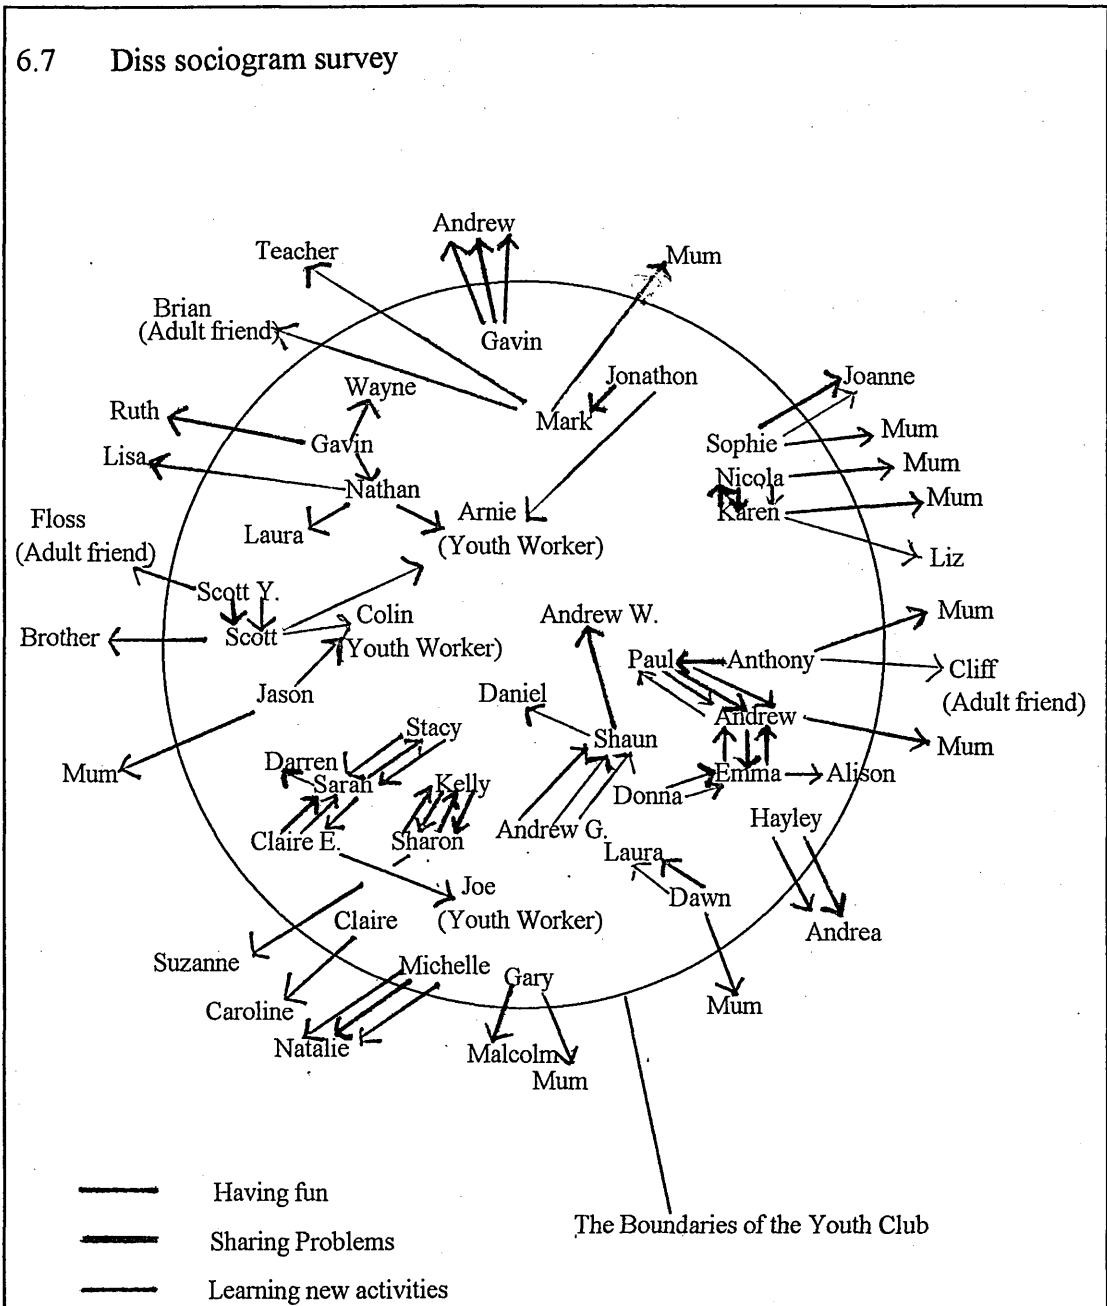 6.7 Diss sociogram survey
Andrew
Teacher
Mum
Brian
(Adult friend)
Gavin
Jonathon
Joanne
Wayne
Ruth
Mark
Mum
Gavin
Sophie
Lisa
Mum
Nicola
Nathan
Mum
Karen
Arnie
(Youth Worker)
Laura
Floss
(Adult friend)
Liz
Scott Y.
Mum
Colin
(Youth Worker)
Andrew W.
Brother
Scott
Paul
Anthony
Cliff
(Adult friend)
Jason
Daniel
Andrew
Stacy
Shaun
Mum
Darren
Mum
Sarah
Kelly
Emma
Alison
Donna
Hayley
Claire E.
Sharon
Andrew G.
Laura
Joe
(Youth Worker)
Dawn
Claire
Andrea
Suzanne
Michelle
Gary
Caroline
Mum
Natalie
Malcolm
Mum
Having fun
The Boundaries of the Youth Club
Sharing Problems
Learning new activities